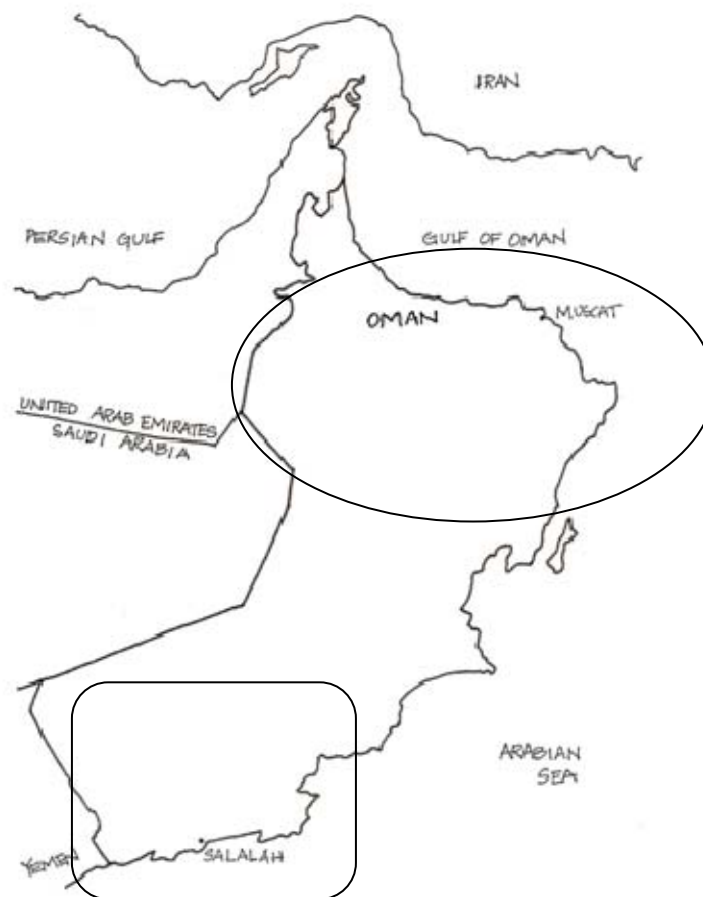 IRAN
PERSIAN GULF
GULF OF OMAN
OMAN
MUSCAT
UNITED ARAB EMIRATES
SAUDI ARABIA
ARABIAN
SEA
SALALAH
YEMEN